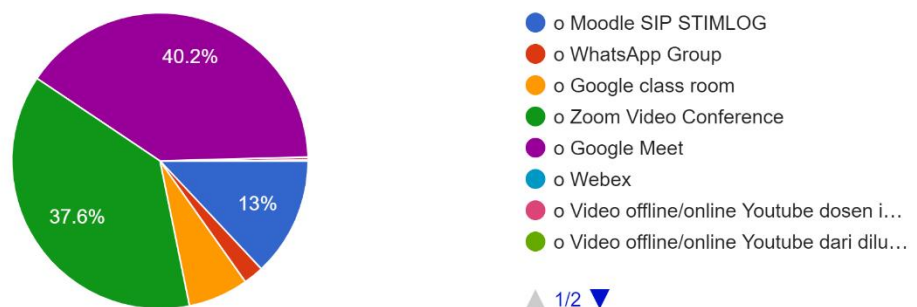 40.2%
37.6%
13%
o Moodle SIP STIMLOG
o WhatsApp Group
o Google class room
o Zoom Video Conference
o Google Meet
o Webex
o Video offline/online Youtube dosen i...
o Video offline/online Youtube dari dilu...
1/2